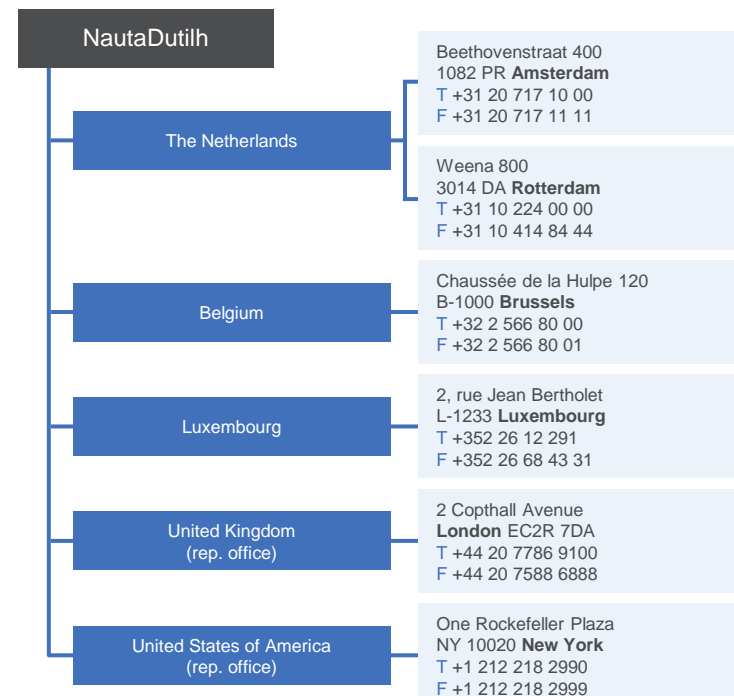 NautaDutilh
The Netherlands
Beethovenstraat 400
1082 PR Amsterdam
T +31 20 717 10 00
F +31 20 717 11 11
Weena 800
3014 DA Rotterdam
T +31 10 224 00 00
F +31 10 414 84 44
Belgium
Chaussée de la Hulpe 120
B-1000 Brussels
T +32 2 566 80 00
F +32 2 566 80 01
Luxembourg
2, rue Jean Bertholet
L-1233 Luxembourg
T +352 26 12 291
F +352 26 68 43 31
United Kingdom
(rep. office)
2 Copthall Avenue
London EC2R 7DA
T +44 20 7786 9100
F +44 20 7588 6888
United States of America
(rep. office)
One Rockefeller Plaza
NY 10020 New York
T +1 212 218 2990
F +1 212 218 2999